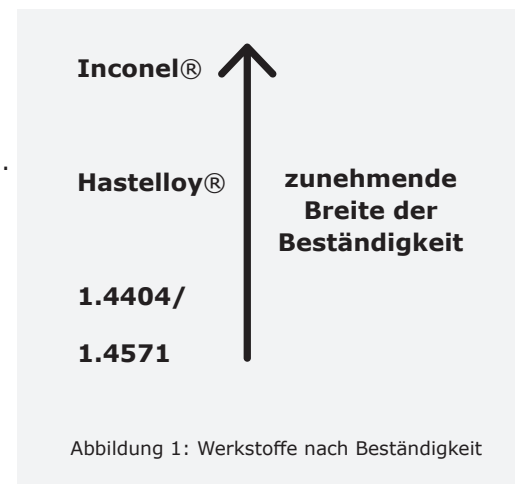 Inconel®
.
Hastelloy®
zunehmende
Breite der
Beständigkeit
1.4404/
1.4571
Abbildung 1: Werkstoffe nach Beständigkeit